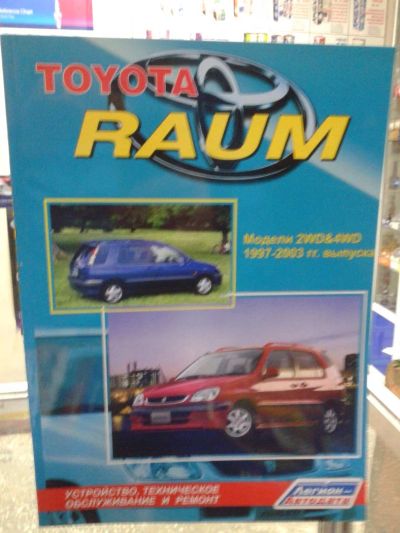 TOYOTA
RAUM
Модели 2WD&4WD
1997-2003 гг. выпуска
УСТРОЙСТВО, ТЕХНИЧЕСКОЕ
ОБСЛУЖИВАНИЕ И РЕМОНТ
Легион-
Автодата